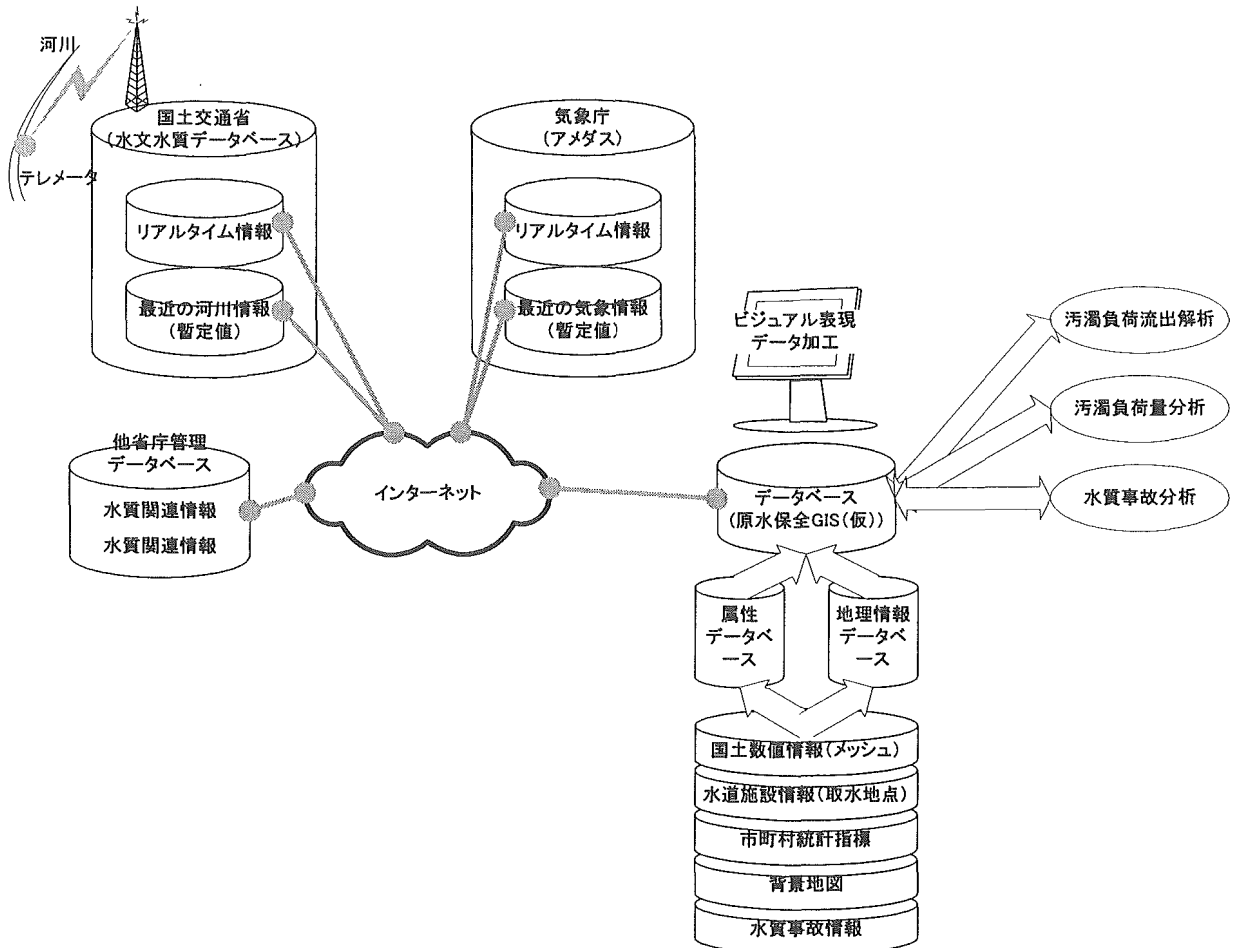 河川
テレメータ
国土交通省
(水文水質データベース)
リアルタイム情報
最近の河川情報
(暫定値)
気象庁
(アメダス)
リアルタイム情報
最近の気象情報
(暫定値)
他省庁管理
データベース
水質関連情報
水質関連情報
インターネット
ビジュアル表現
データ加工
データベース
(原水保全GIS(仮))
汚濁負荷流出解析
汚濁負荷量分析
水質事故分析
属性
データベ
ース
地理情報
データベ
ース
国土数値情報(メッシュ)
水道施設情報(取水地点)
市町村統計指標
背景地図
水質事故情報